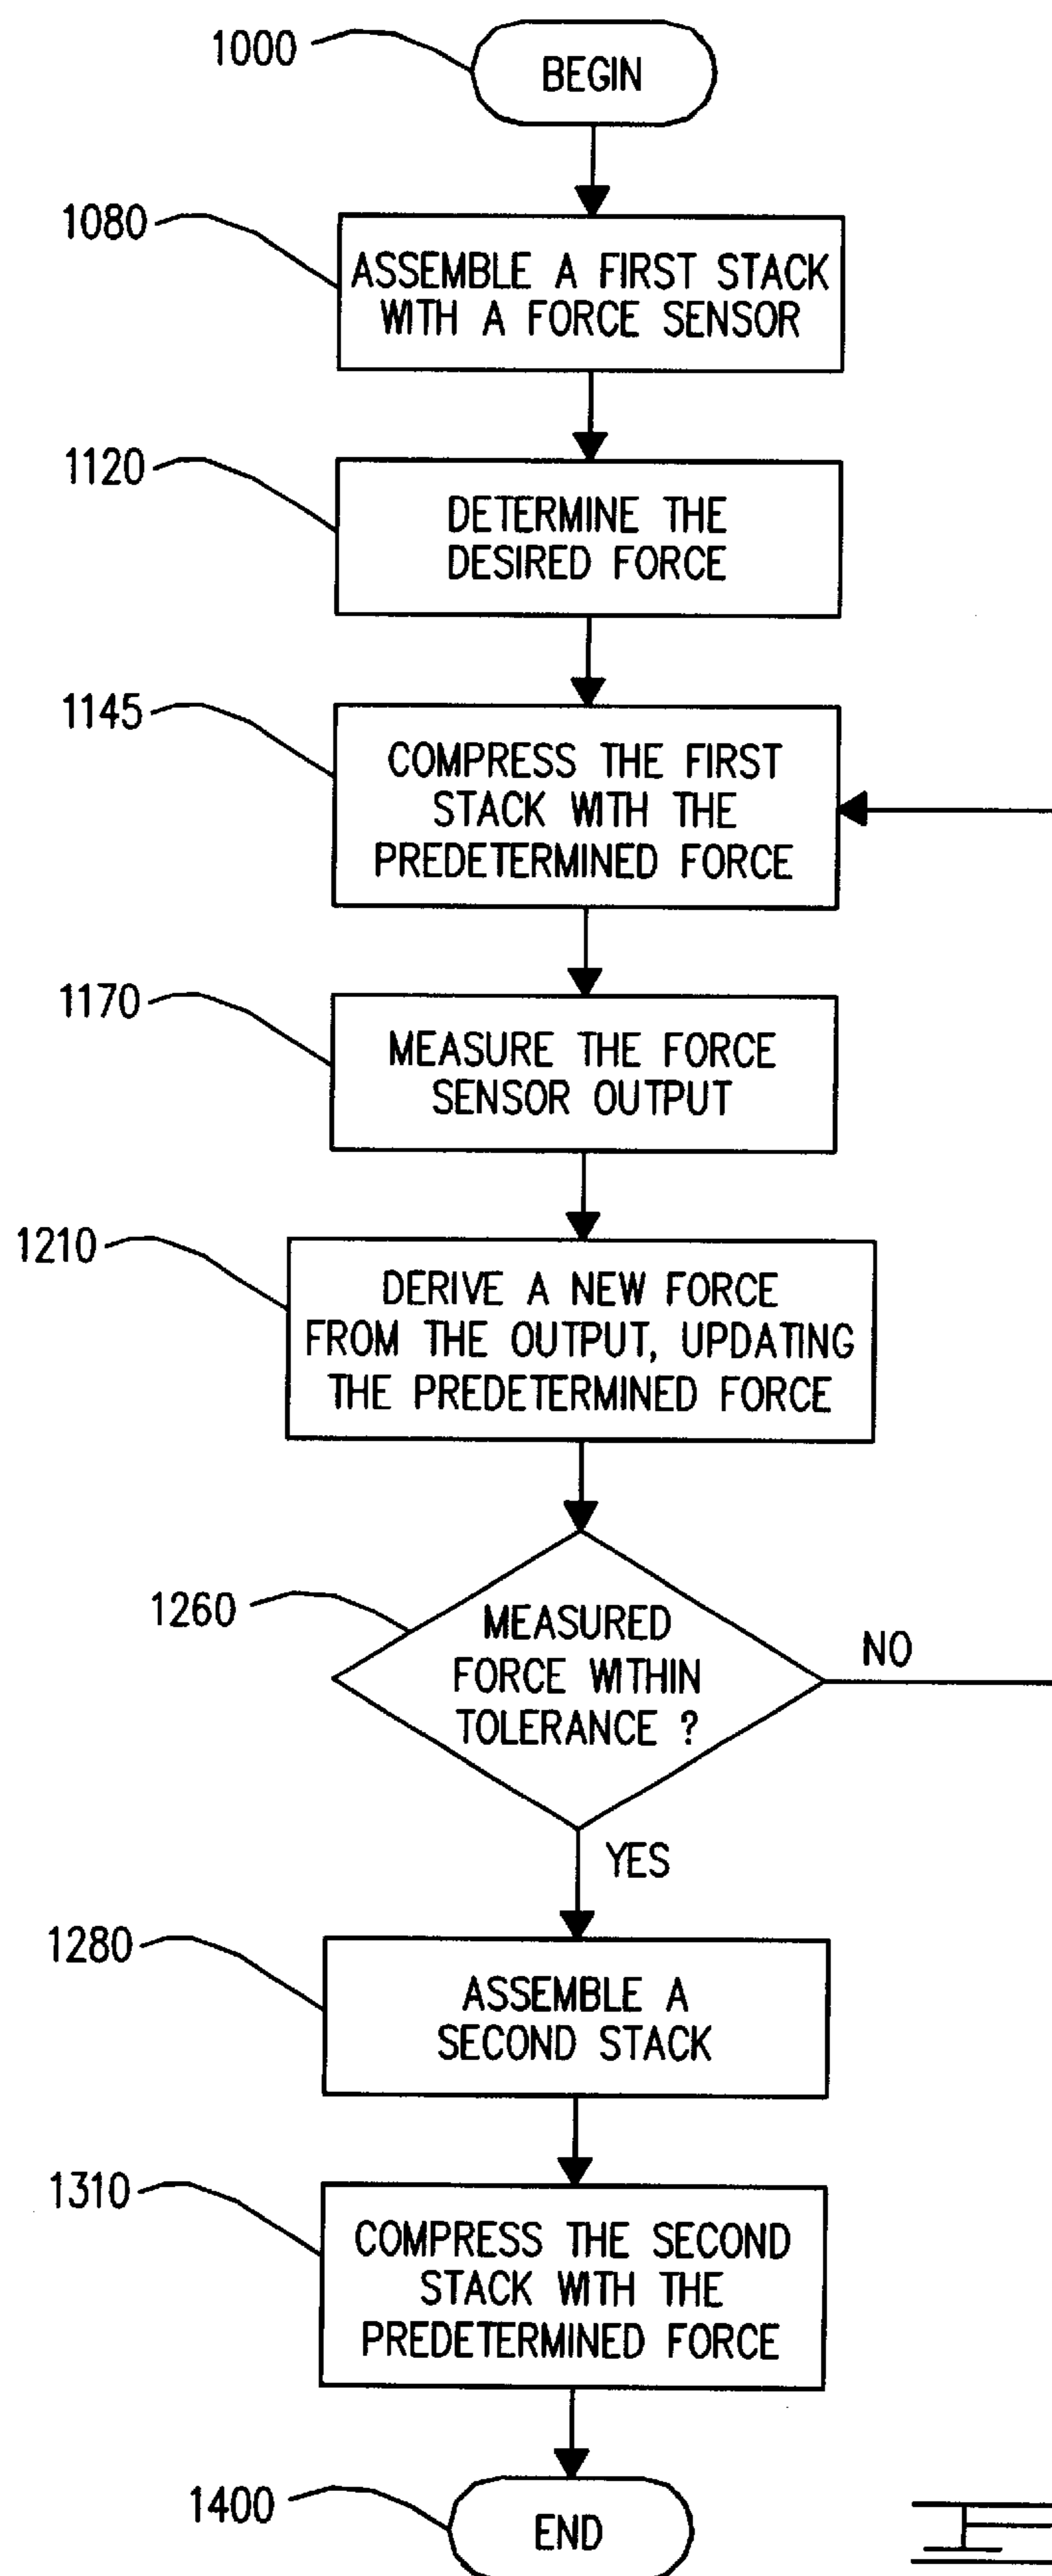 1000
BEGIN
1080
ASSEMBLE A FIRST STACK
WITH A FORCE SENSOR
1120
DETERMINE THE
DESIRED FORCE
1145
COMPRESS THE FIRST
STACK WITH THE
PREDETERMINED FORCE
1170
MEASURE THE FORCE
SENSOR OUTPUT
1210
DERIVE A NEW FORCE
FROM THE OUTPUT, UPDATING
THE PREDETERMINED FORCE
1260
MEASURED
FORCE WITHIN
TOLERANCE ?
NO
YES
1280
ASSEMBLE A
SECOND STACK
1310
COMPRESS THE SECOND
STACK WITH THE
PREDETERMINED FORCE
1400
END